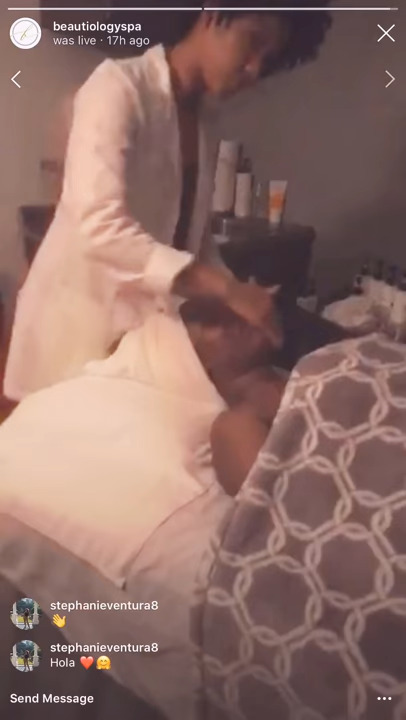 beautiologyspa
was live · 17h ago
stephanieventura8
👋
stephanieventura8
Hola ❤️🤗
Send Message